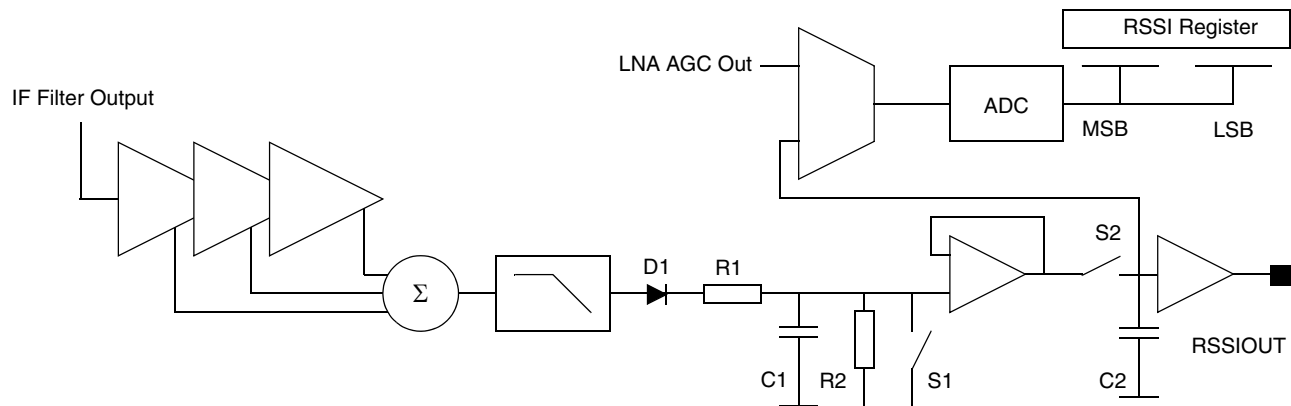 RSSI Register
LNA AGC Out
IF Filter Output
ADC
MSB
LSB
S2
D1
R1
Σ
RSSIOUT
C1
R2
S1
C2